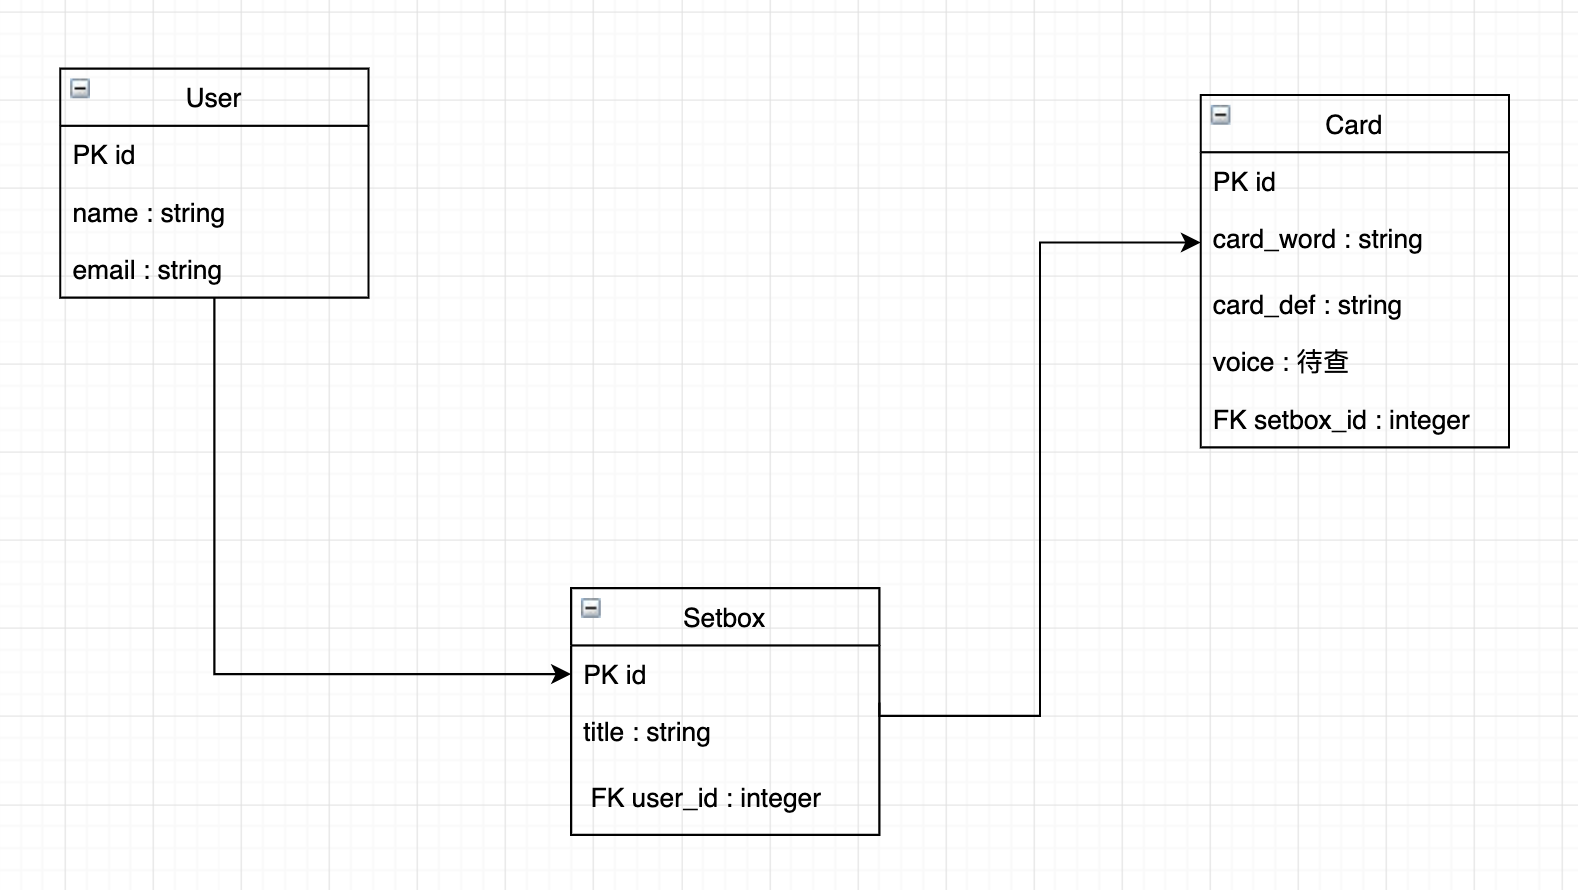 User
PK id
name : string
email : string
Card
PK id
card_word : string
card_def : string
voice : 待查
FK setbox_id : integer
Setbox
PK id
title : string
FK user_id : integer